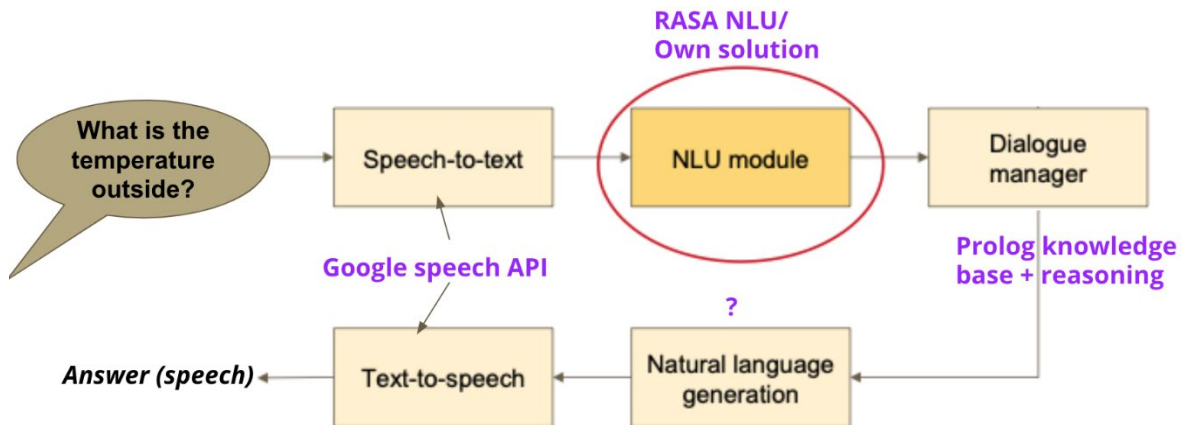 RASA NLU/
Own solution
What is the
temperature
outside?
Speech-to-text
NLU module
Dialogue
manager
Google speech API
Prolog knowledge
base + reasoning
?
Answer (speech)
Text-to-speech
Natural language
generation